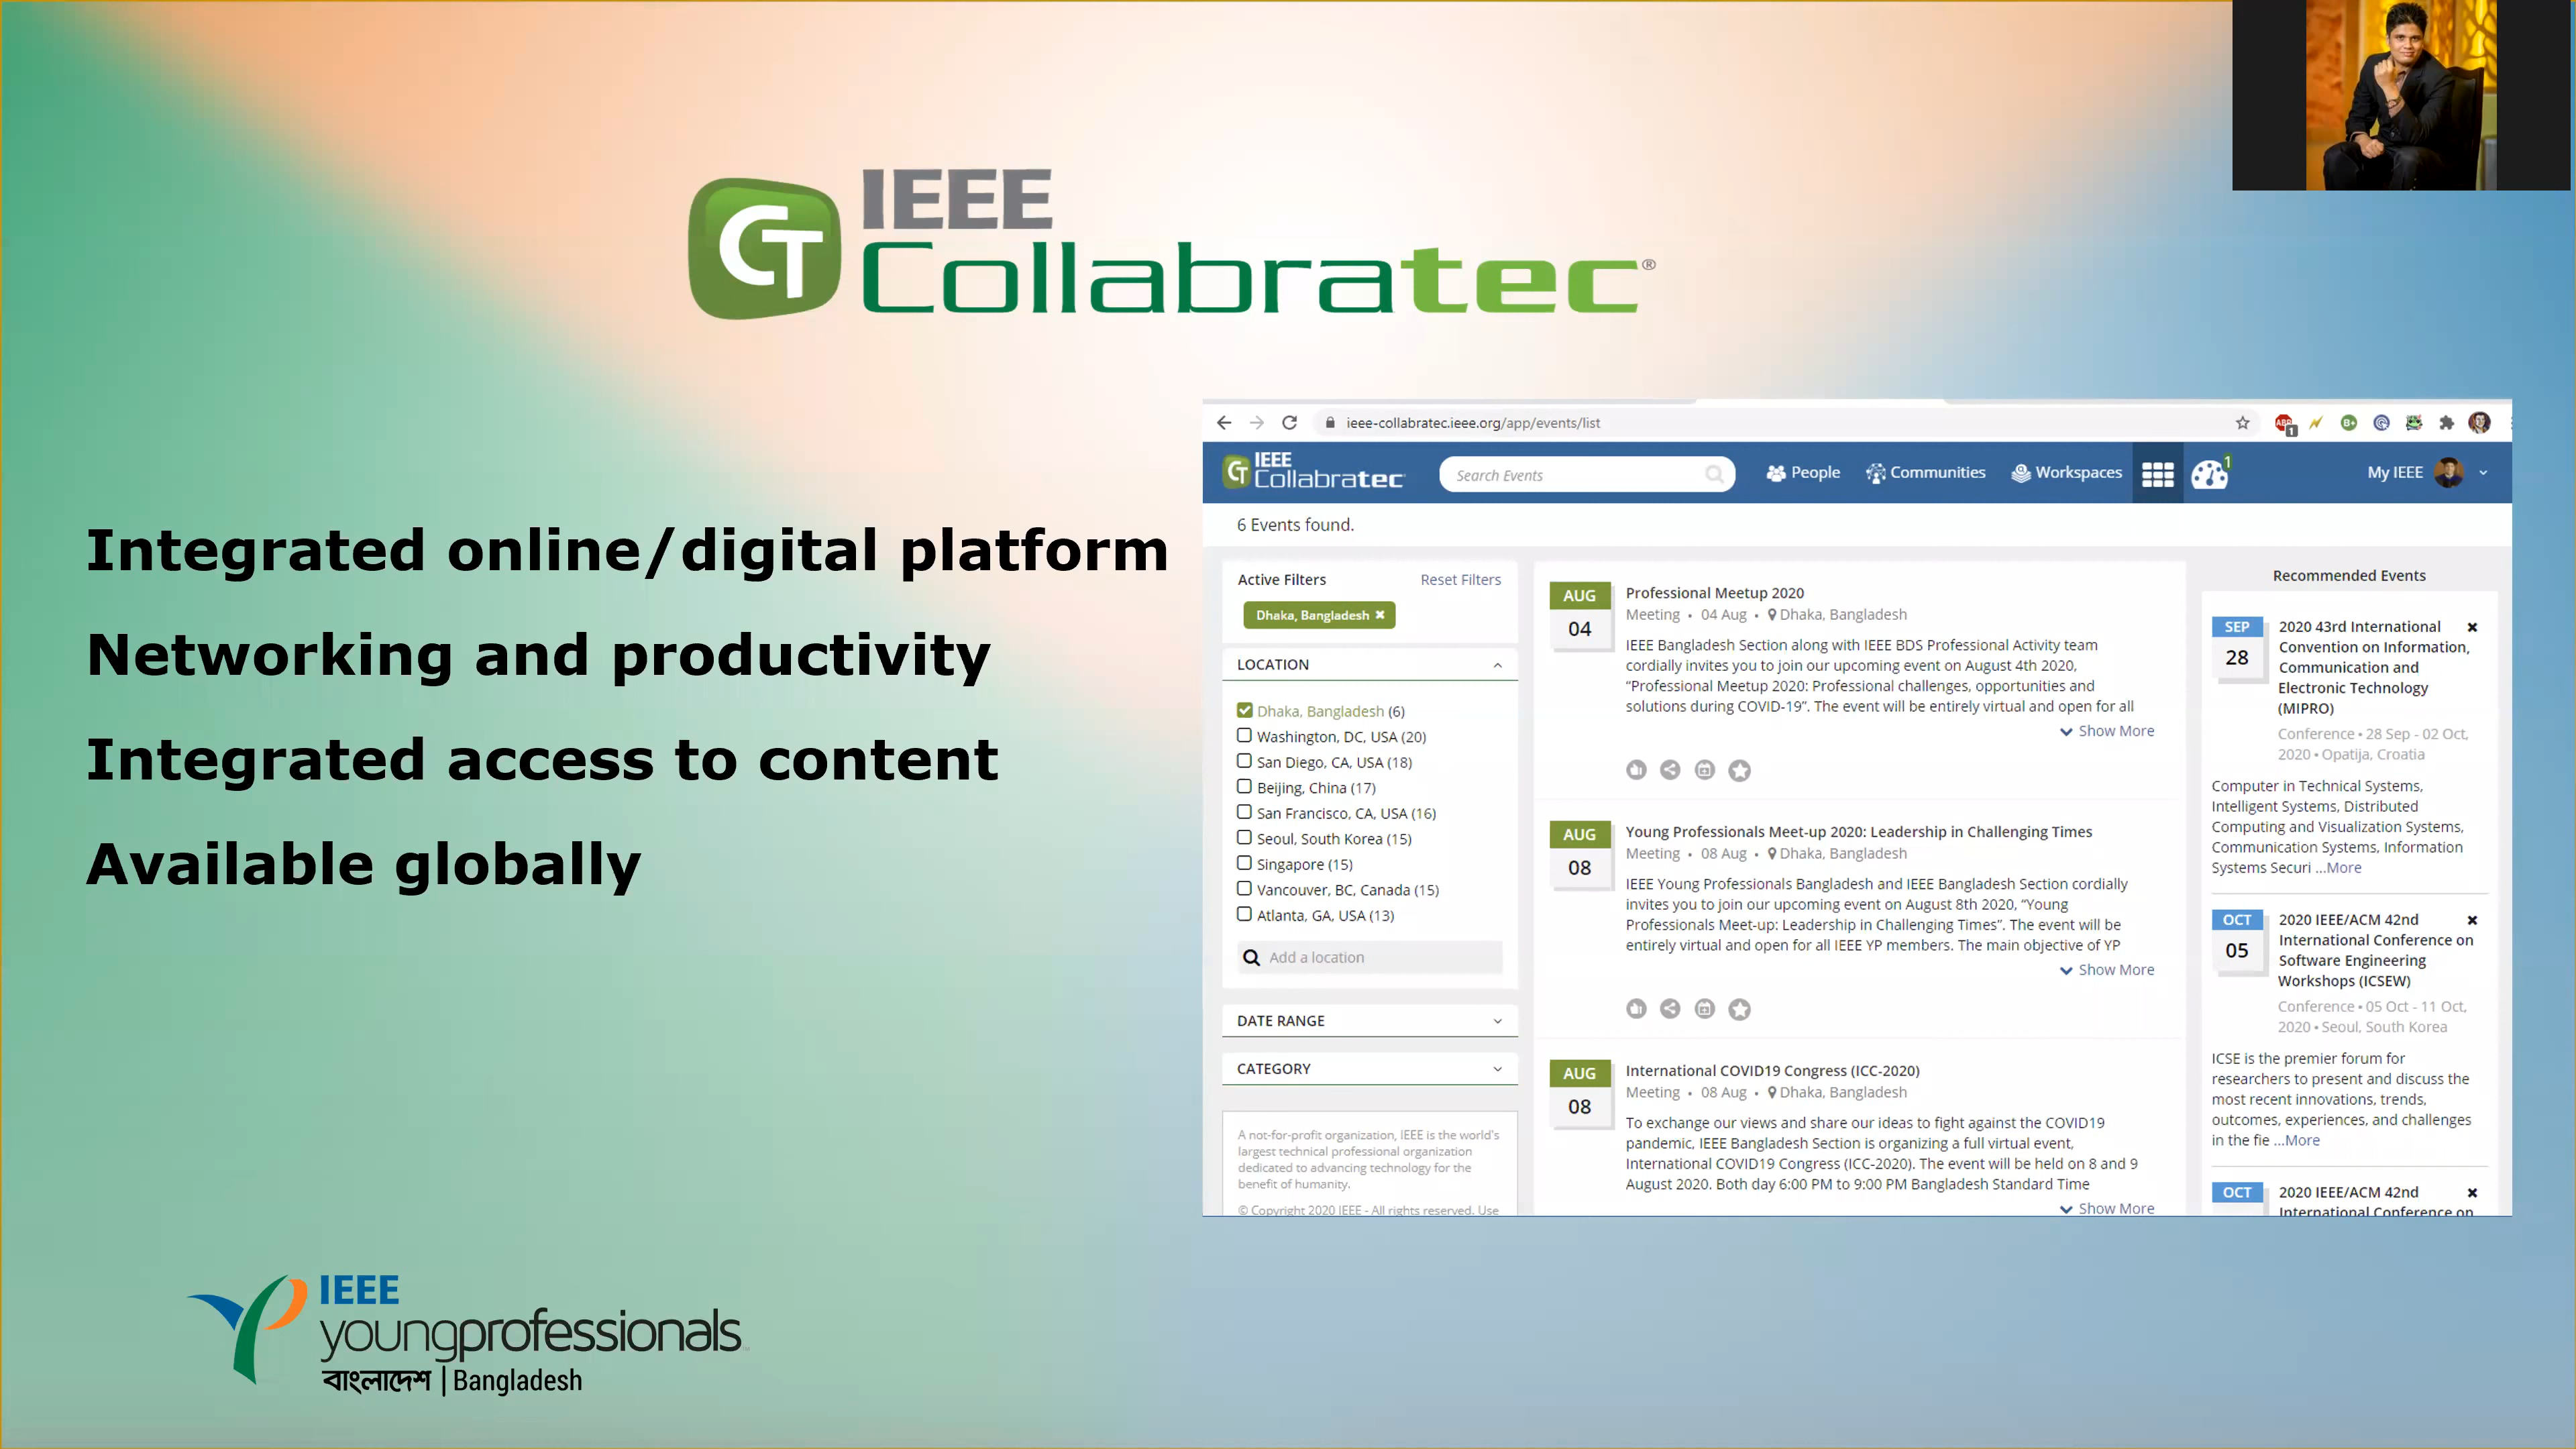 CT IEEE
Collabratec®
Integrated online/digital platform
Networking and productivity
Integrated access to content
Available globally
ieee-collabratec.ieee.org/app/events/list
ABP
1
B+
CT IEEE
Collabratec
Search Events
People
Communities
Workspaces
1
My IEEE
6 Events found.
Active Filters
Reset Filters
Dhaka, Bangladesh ✖
LOCATION
Dhaka, Bangladesh (6)
Washington, DC, USA (20)
San Diego, CA, USA (18)
Beijing, China (17)
San Francisco, CA, USA (16)
Seoul, South Korea (15)
Singapore (15)
Vancouver, BC, Canada (15)
Atlanta, GA, USA (13)
Add a location
DATE RANGE
CATEGORY
A not-for-profit organization, IEEE is the world's
largest technical professional organization
dedicated to advancing technology for the
benefit of humanity.
© Copyright 2020 IEEE - All rights reserved. Use
AUG
04
Professional Meetup 2020
Meeting • 04 Aug • Dhaka, Bangladesh
IEEE Bangladesh Section along with IEEE BDS Professional Activity team
cordially invites you to join our upcoming event on August 4th 2020,
“Professional Meetup 2020: Professional challenges, opportunities and
solutions during COVID-19”. The event will be entirely virtual and open for all
Show More
AUG
08
Young Professionals Meet-up 2020: Leadership in Challenging Times
Meeting • 08 Aug • Dhaka, Bangladesh
IEEE Young Professionals Bangladesh and IEEE Bangladesh Section cordially
invites you to join our upcoming event on August 8th 2020, “Young
Professionals Meet-up: Leadership in Challenging Times”. The event will be
entirely virtual and open for all IEEE YP members. The main objective of YP
Show More
AUG
08
International COVID19 Congress (ICC-2020)
Meeting • 08 Aug • Dhaka, Bangladesh
To exchange our views and share our ideas to fight against the COVID19
pandemic, IEEE Bangladesh Section is organizing a full virtual event,
International COVID19 Congress (ICC-2020). The event will be held on 8 and 9
August 2020. Both day 6:00 PM to 9:00 PM Bangladesh Standard Time
Show More
Recommended Events
SEP
28
2020 43rd International
Convention on Information,
Communication and
Electronic Technology
(MIPRO)
Conference • 28 Sep - 02 Oct,
2020 • Opatija, Croatia
Computer in Technical Systems,
Intelligent Systems, Distributed
Computing and Visualization Systems,
Communication Systems, Information
Systems Securi ...More
OCT
05
2020 IEEE/ACM 42nd
International Conference on
Software Engineering
Workshops (ICSEW)
Conference • 05 Oct - 11 Oct,
2020 • Seoul, South Korea
ICSE is the premier forum for
researchers to present and discuss the
most recent innovations, trends,
outcomes, experiences, and challenges
in the fie ...More
OCT
2020 IEEE/ACM 42nd
International Conference on
IEEE
youngprofessionals
বাংলাদেশ | Bangladesh